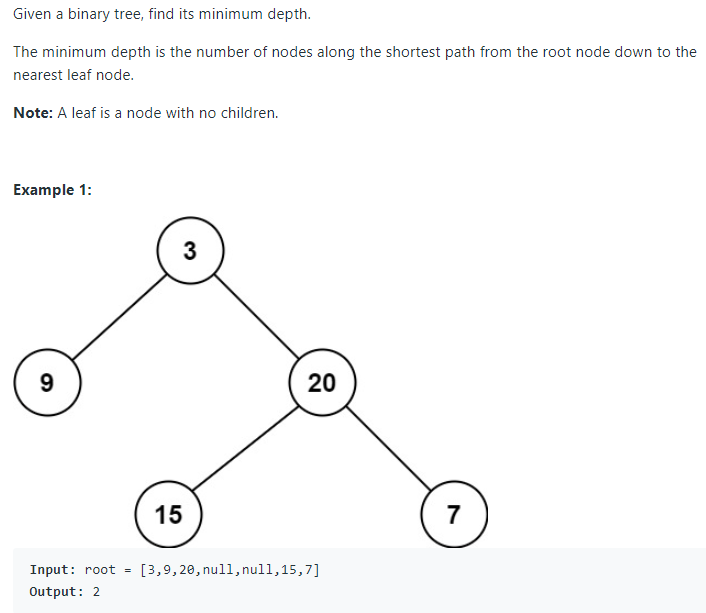 Given a binary tree, find its minimum depth.
The minimum depth is the number of nodes along the shortest path from the root node down to the
nearest leaf node.
Note: A leaf is a node with no children.
Example 1:
3
9
20
15
7
Input: root = [3,9,20,null,null,15,7]
Output: 2